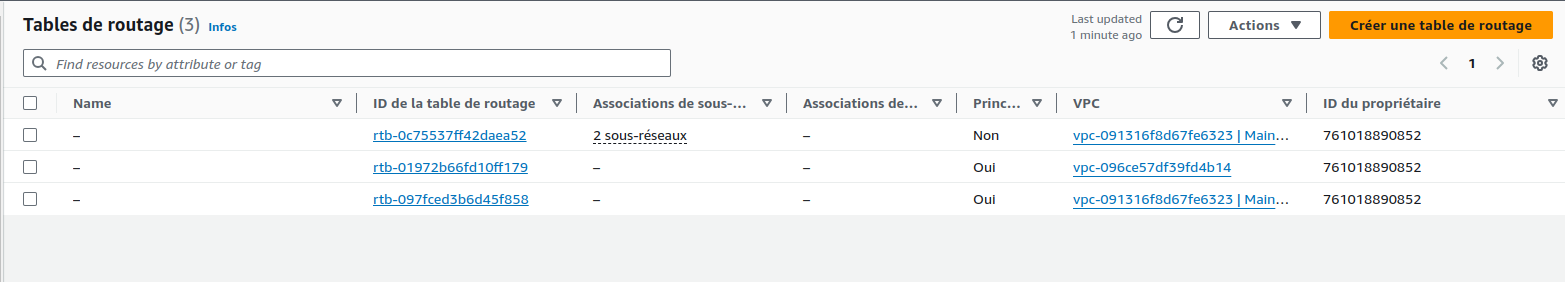 Tables de routage (3) Infos
Last updated
1 minute ago
Actions
Créer une table de routage
Find resources by attribute or tag
1
Name ID de la table de routage Associations de sous-... Associations de... Princ... VPC ID du propriétaire
– rtb-0c75537ff42daea52 2 sous-réseaux – Non vpc-091316f8d67fe6323 | Main... 761018890852
– rtb-01972b66fd10ff179 – – Oui vpc-096ce57df39fd4b14 761018890852
– rtb-097fced3b6d45f858 – – Oui vpc-091316f8d67fe6323 | Main... 761018890852